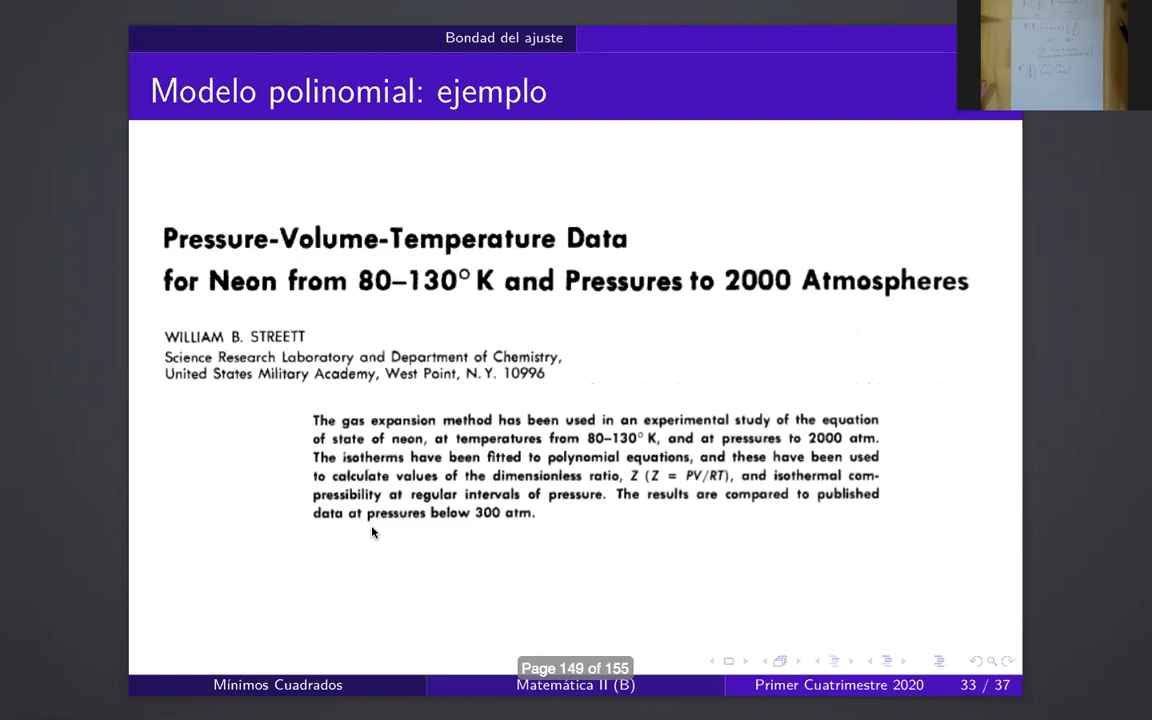 Bondad del ajuste
Modelo polinomial: ejemplo
Pressure-Volume-Temperature Data
for Neon from 80–130° K and Pressures to 2000 Atmospheres
WILLIAM B. STREETT
Science Research Laboratory and Department of Chemistry,
United States Military Academy, West Point, N. Y. 10996
The gas expansion method has been used in an experimental study of the equation
of state of neon, at temperatures from 80–130° K, and at pressures to 2000 atm.
The isotherms have been fitted to polynomial equations, and these have been used
to calculate values of the dimensionless ratio, Z (Z = PV/RT), and isothermal com-
pressibility at regular intervals of pressure. The results are compared to published
data at pressures below 300 atm.
Page 149 of 155
Mínimos Cuadrados
Matemática II (B)
Primer Cuatrimestre 2020
33 / 37